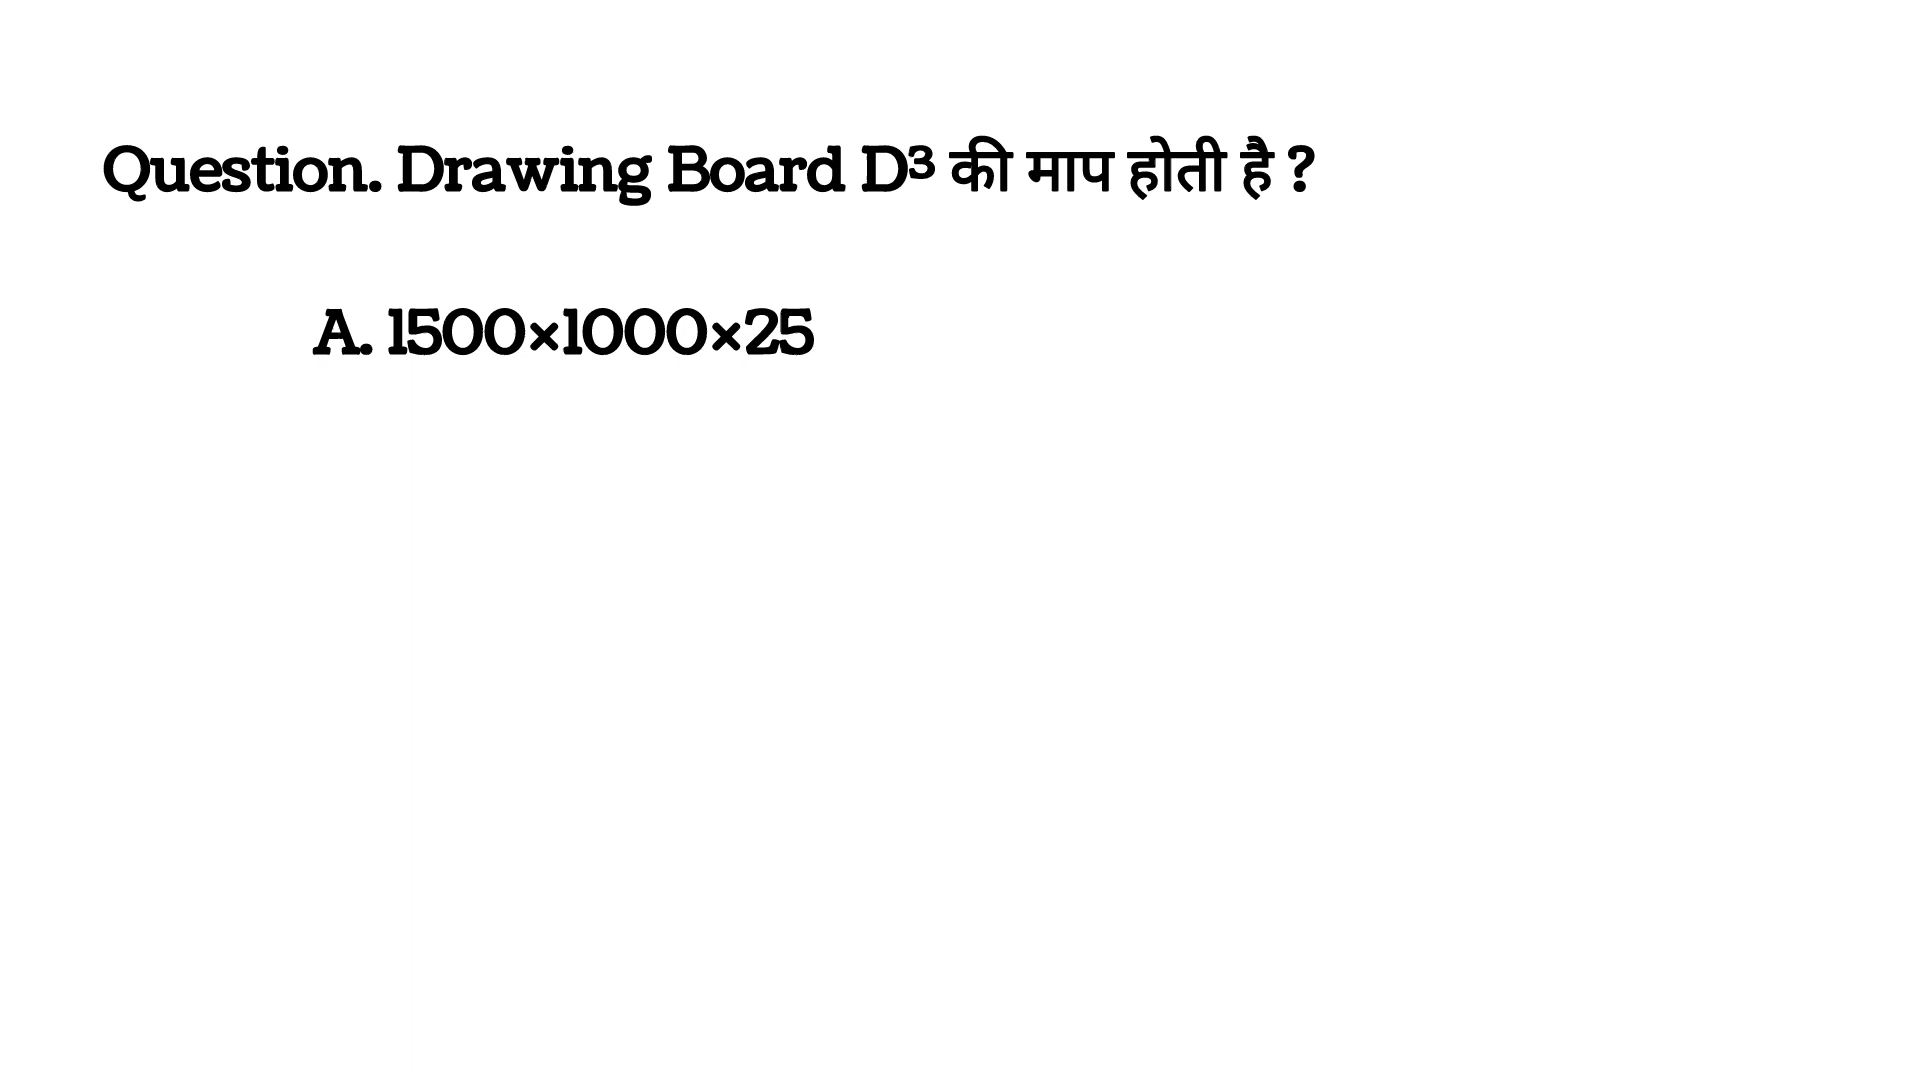 Question. Drawing Board D³ की माप होती है ?
A. 1500×1000×25